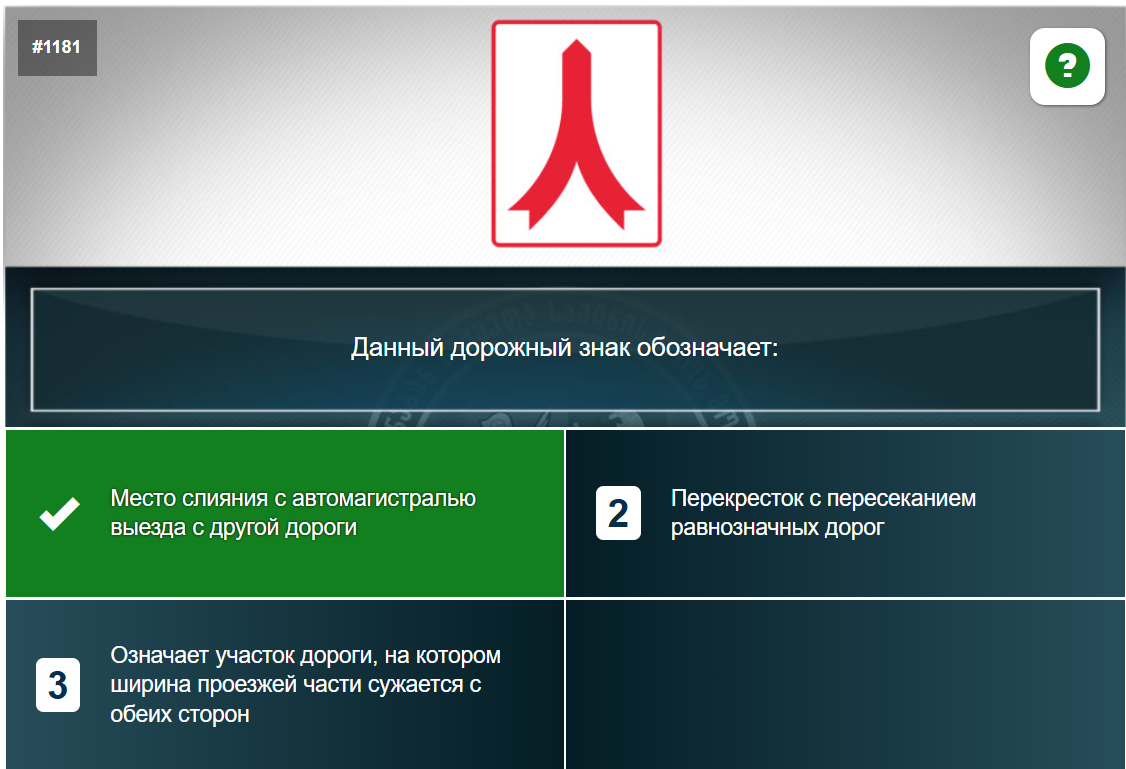 #1181
?
Данный дорожный знак обозначает:
Место слияния с автомагистралью
выезда с другой дороги
2
Перекресток с пересеканием
равнозначных дорог
3
Означает участок дороги, на котором
ширина проезжей части сужается с
обеих сторон